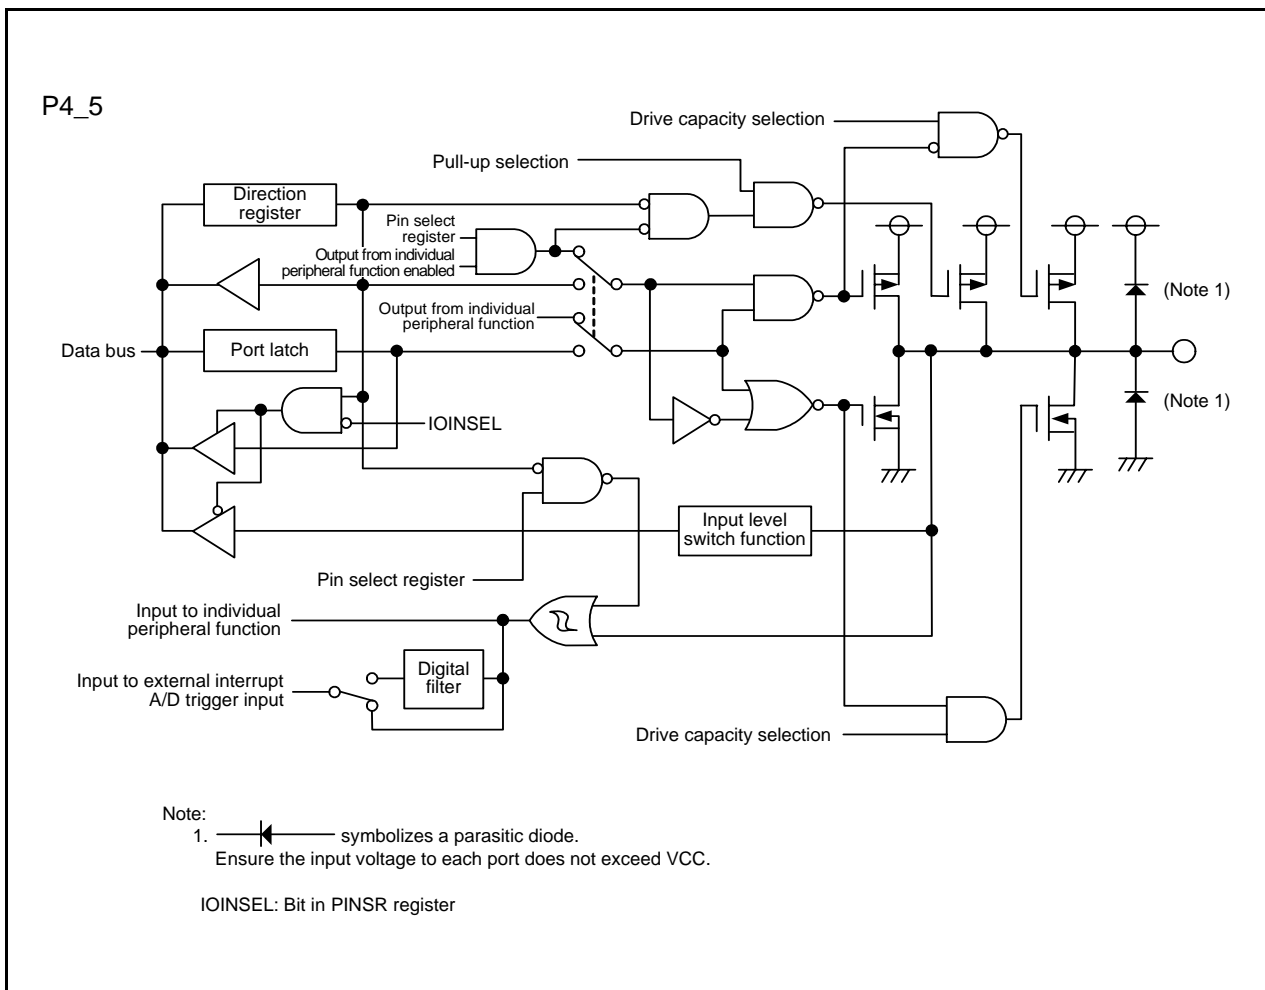 P4_5
Drive capacity selection
Pull-up selection
Direction
register
Pin select
register
Output from individual
peripheral function enabled
Output from individual
peripheral function
(Note 1)
Data bus
Port latch
(Note 1)
IOINSEL
Input level
switch function
Pin select register
Input to individual
peripheral function
Digital
filter
Input to external interrupt
A/D trigger input
Drive capacity selection
Note:
1. symbolizes a parasitic diode.
Ensure the input voltage to each port does not exceed VCC.
IOINSEL: Bit in PINSR register